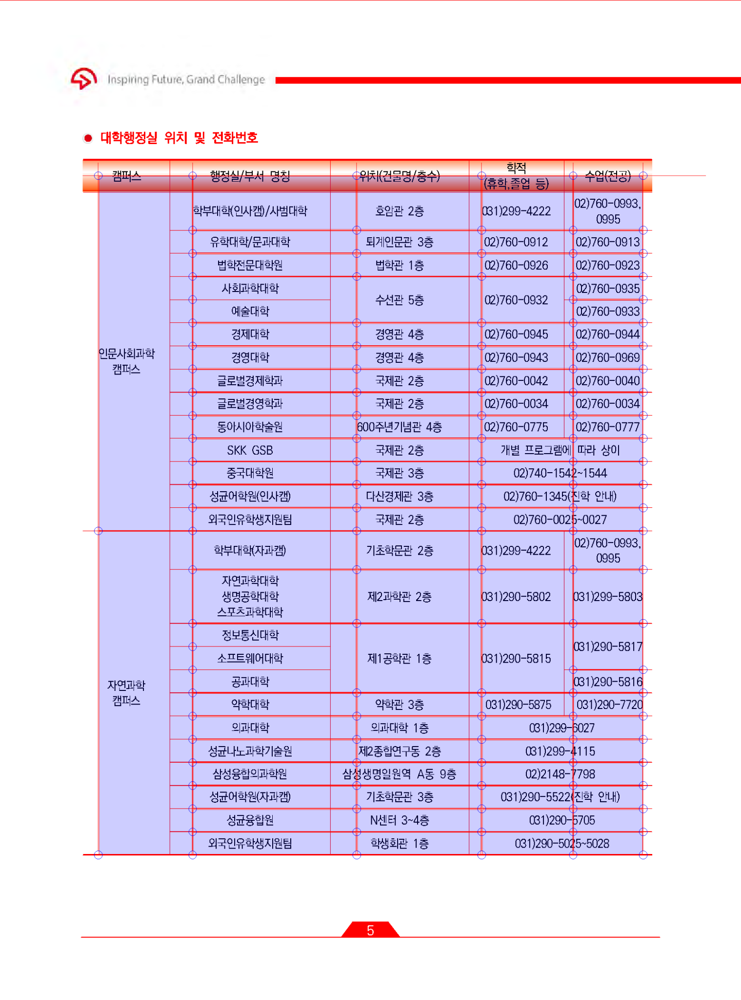 Inspiring Future, Grand Challenge
대학행정실 위치 및 전화번호
캠퍼스 행정실/부서 명칭 위치(건물명/층수) 학적 (휴학,졸업 등) 수업(전공)
인문사회과학 캠퍼스
학부대학(인사캠)/사범대학 호암관 2층 031)299-4222 02)760-0993, 0995
유학대학/문과대학 퇴계인문관 3층 02)760-0912 02)760-0913
법학전문대학원 법학관 1층 02)760-0926 02)760-0923
사회과학대학 수선관 5층 02)760-0932 02)760-0935
예술대학 02)760-0933
경제대학 경영관 4층 02)760-0945 02)760-0944
경영대학 경영관 4층 02)760-0943 02)760-0969
글로벌경제학과 국제관 2층 02)760-0042 02)760-0040
글로벌경영학과 국제관 2층 02)760-0034 02)760-0034
동아시아학술원 600주년기념관 4층 02)760-0775 02)760-0777
SKK GSB 국제관 2층 개별 프로그램에 따라 상이
중국대학원 국제관 3층 02)740-1542~1544
성균어학원(인사캠) 다산경제관 3층 02)760-1345(진학 안내)
외국인유학생지원팀 국제관 2층 02)760-0025~0027
자연과학 캠퍼스
학부대학(자과캠) 기초학문관 2층 031)299-4222 02)760-0993, 0995
자연과학대학
생명공학대학 제2과학관 2층 031)290-5802 031)299-5803
스포츠과학대학
정보통신대학 031)290-5817
소프트웨어대학 제1공학관 1층 031)290-5815
공과대학 031)290-5816
약학대학 약학관 3층 031)290-5875 031)290-7720
의과대학 의과대학 1층 031)299-6027
성균나노과학기술원 제2종합연구동 2층 031)299-4115
삼성융합의과학원 삼성생명일원역 A동 9층 02)2148-7798
성균어학원(자과캠) 기초학문관 3층 031)290-5522(진학 안내)
성균융합원 N센터 3~4층 031)290-5705
외국인유학생지원팀 학생회관 1층 031)290-5025~5028
5